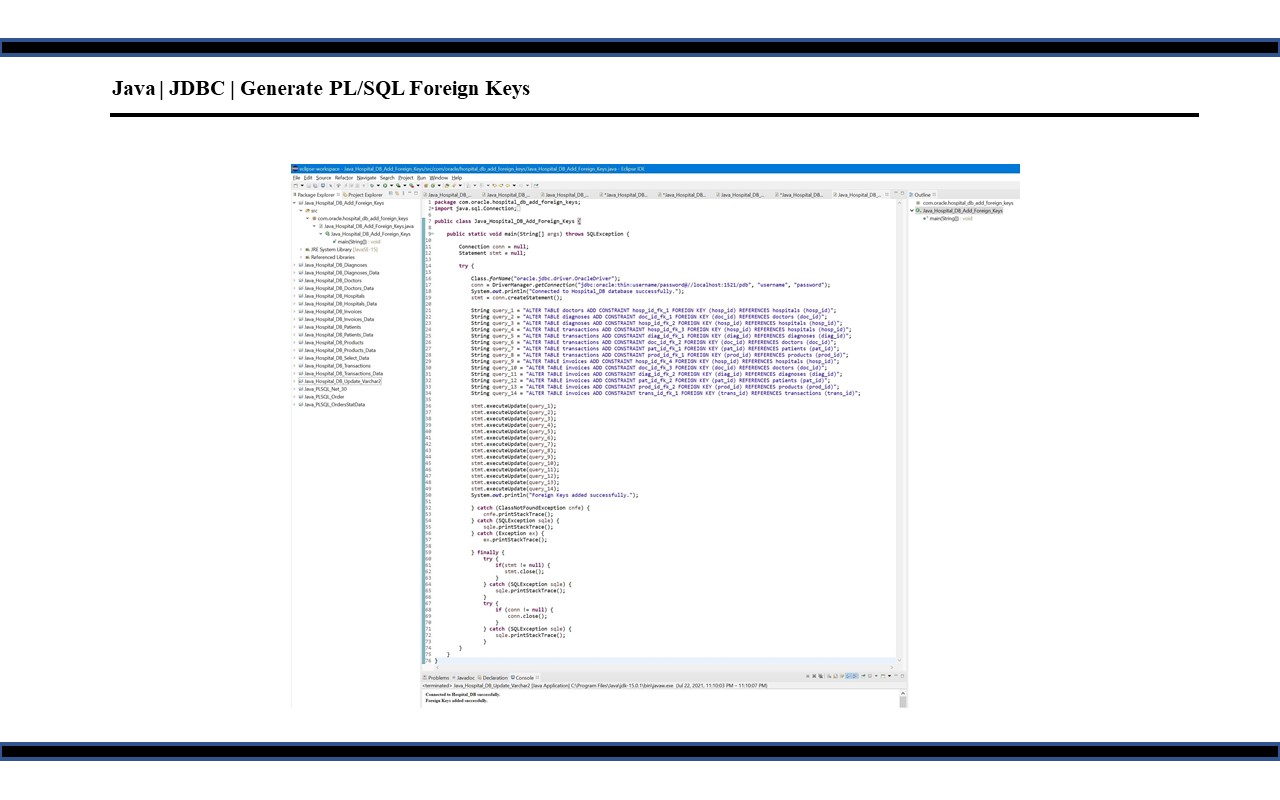 Java | JDBC | Generate PL/SQL Foreign Keys
eclipse-workspace - Java_Hospital_DB_Add_Foreign_Keys/src/com/oracle/hospital_db_add_foreign_keys/Java_Hospital_DB_Add_Foreign_Keys.java - Eclipse IDE
File Edit Source Refactor Navigate Search Project Run Window Help
Package Explorer Project Explorer
Java_Hospital_DB_Add_Foreign_Keys
src
com.oracle.hospital_db_add_foreign_keys
Java_Hospital_DB_Add_Foreign_Keys.java
Java_Hospital_DB_Add_Foreign_Keys
main(String[]) : void
JRE System Library [JavaSE-15]
Referenced Libraries
Java_Hospital_DB_Diagnoses
Java_Hospital_DB_Diagnoses_Data
Java_Hospital_DB_Doctors
Java_Hospital_DB_Doctors_Data
Java_Hospital_DB_Hospitals
Java_Hospital_DB_Hospitals_Data
Java_Hospital_DB_Invoices
Java_Hospital_DB_Invoices_Data
Java_Hospital_DB_Patients
Java_Hospital_DB_Patients_Data
Java_Hospital_DB_Products
Java_Hospital_DB_Products_Data
Java_Hospital_DB_Select_Data
Java_Hospital_DB_Transactions
Java_Hospital_DB_Transactions_Data
Java_Hospital_DB_Update_Varchar2
Java_PLSQL_Net_30
Java_PLSQL_Order
Java_PLSQL_OrdersStatData
Java_Hospital_DB_... Java_Hospital_DB_... Java_Hospital_DB_... *Java_Hospital_DB... *Java_Hospital_DB... Java_Hospital_DB_... *Java_Hospital_DB... Java_Hospital_DB_...
1 package com.oracle.hospital_db_add_foreign_keys;
2 import java.sql.Connection;
6
7 public class Java_Hospital_DB_Add_Foreign_Keys {
8
9 public static void main(String[] args) throws SQLException {
10
11 Connection conn = null;
12 Statement stmt = null;
13
14 try {
15
16 Class.forName("oracle.jdbc.driver.OracleDriver");
17 conn = DriverManager.getConnection("jdbc:oracle:thin:username/password@//localhost:1521/pdb", "username", "password");
18 System.out.println("Connected to Hospital_DB database successfully.");
19 stmt = conn.createStatement();
20
21 String query_1 = "ALTER TABLE doctors ADD CONSTRAINT hosp_id_fk_1 FOREIGN KEY (hosp_id) REFERENCES hospitals (hosp_id)";
22 String query_2 = "ALTER TABLE diagnoses ADD CONSTRAINT doc_id_fk_1 FOREIGN KEY (doc_id) REFERENCES doctors (doc_id)";
23 String query_3 = "ALTER TABLE diagnoses ADD CONSTRAINT hosp_id_fk_2 FOREIGN KEY (hosp_id) REFERENCES hospitals (hosp_id)";
24 String query_4 = "ALTER TABLE transactions ADD CONSTRAINT hosp_id_fk_3 FOREIGN KEY (hosp_id) REFERENCES hospitals (hosp_id)";
25 String query_5 = "ALTER TABLE transactions ADD CONSTRAINT diag_id_fk_1 FOREIGN KEY (diag_id) REFERENCES diagnoses (diag_id)";
26 String query_6 = "ALTER TABLE transactions ADD CONSTRAINT doc_id_fk_2 FOREIGN KEY (doc_id) REFERENCES doctors (doc_id)";
27 String query_7 = "ALTER TABLE transactions ADD CONSTRAINT pat_id_fk_1 FOREIGN KEY (pat_id) REFERENCES patients (pat_id)";
28 String query_8 = "ALTER TABLE transactions ADD CONSTRAINT prod_id_fk_1 FOREIGN KEY (prod_id) REFERENCES products (prod_id)";
29 String query_9 = "ALTER TABLE invoices ADD CONSTRAINT hosp_id_fk_4 FOREIGN KEY (hosp_id) REFERENCES hospitals (hosp_id)";
30 String query_10 = "ALTER TABLE invoices ADD CONSTRAINT doc_id_fk_3 FOREIGN KEY (doc_id) REFERENCES doctors (doc_id)";
31 String query_11 = "ALTER TABLE invoices ADD CONSTRAINT diag_id_fk_2 FOREIGN KEY (diag_id) REFERENCES diagnoses (diag_id)";
32 String query_12 = "ALTER TABLE invoices ADD CONSTRAINT pat_id_fk_2 FOREIGN KEY (pat_id) REFERENCES patients (pat_id)";
33 String query_13 = "ALTER TABLE invoices ADD CONSTRAINT prod_id_fk_2 FOREIGN KEY (prod_id) REFERENCES products (prod_id)";
34 String query_14 = "ALTER TABLE invoices ADD CONSTRAINT trans_id_fk_1 FOREIGN KEY (trans_id) REFERENCES transactions (trans_id)";
35
36 stmt.executeUpdate(query_1);
37 stmt.executeUpdate(query_2);
38 stmt.executeUpdate(query_3);
39 stmt.executeUpdate(query_4);
40 stmt.executeUpdate(query_5);
41 stmt.executeUpdate(query_6);
42 stmt.executeUpdate(query_7);
43 stmt.executeUpdate(query_8);
44 stmt.executeUpdate(query_9);
45 stmt.executeUpdate(query_10);
46 stmt.executeUpdate(query_11);
47 stmt.executeUpdate(query_12);
48 stmt.executeUpdate(query_13);
49 stmt.executeUpdate(query_14);
50 System.out.println("Foreign Keys added successfully.");
51
52 } catch (ClassNotFoundException cnfe) {
53 cnfe.printStackTrace();
54 } catch (SQLException sqle) {
55 sqle.printStackTrace();
56 } catch (Exception ex) {
57 ex.printStackTrace();
58
59 } finally {
60 try {
61 if(stmt != null) {
62 stmt.close();
63 }
64 } catch (SQLException sqle) {
65 sqle.printStackTrace();
66 }
67 try {
68 if (conn != null) {
69 conn.close();
70 }
71 } catch (SQLException sqle) {
72 sqle.printStackTrace();
73 }
74 }
75 }
76 }
Outline
com.oracle.hospital_db_add_foreign_keys
Java_Hospital_DB_Add_Foreign_Keys
main(String[]) : void
Problems Javadoc Declaration Console
<terminated> Java_Hospital_DB_Update_Varchar2 [Java Application] C:\Program Files\Java\jdk-15.0.1\bin\javaw.exe (Jul 22, 2021, 11:10:03 PM – 11:10:07 PM)
Connected to Hospital_DB successfully.
Foreign Keys added successfully.